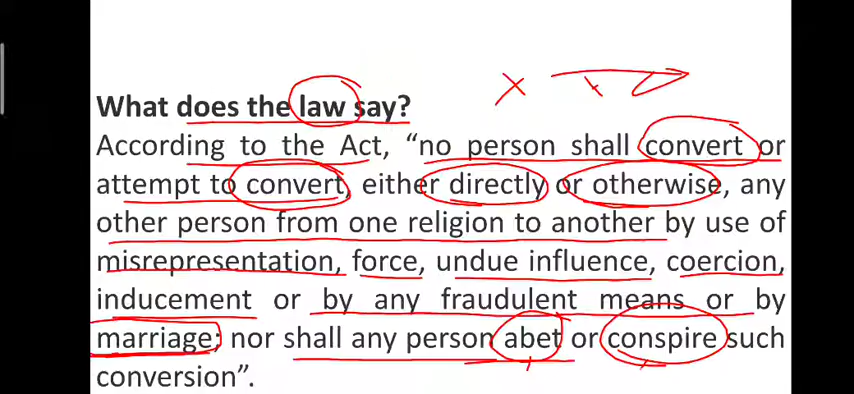 What does the law say?
According to the Act, “no person shall convert or
attempt to convert, either directly or otherwise, any
other person from one religion to another by use of
misrepresentation, force, undue influence, coercion,
inducement or by any fraudulent means or by
marriage; nor shall any person abet or conspire such
conversion”.